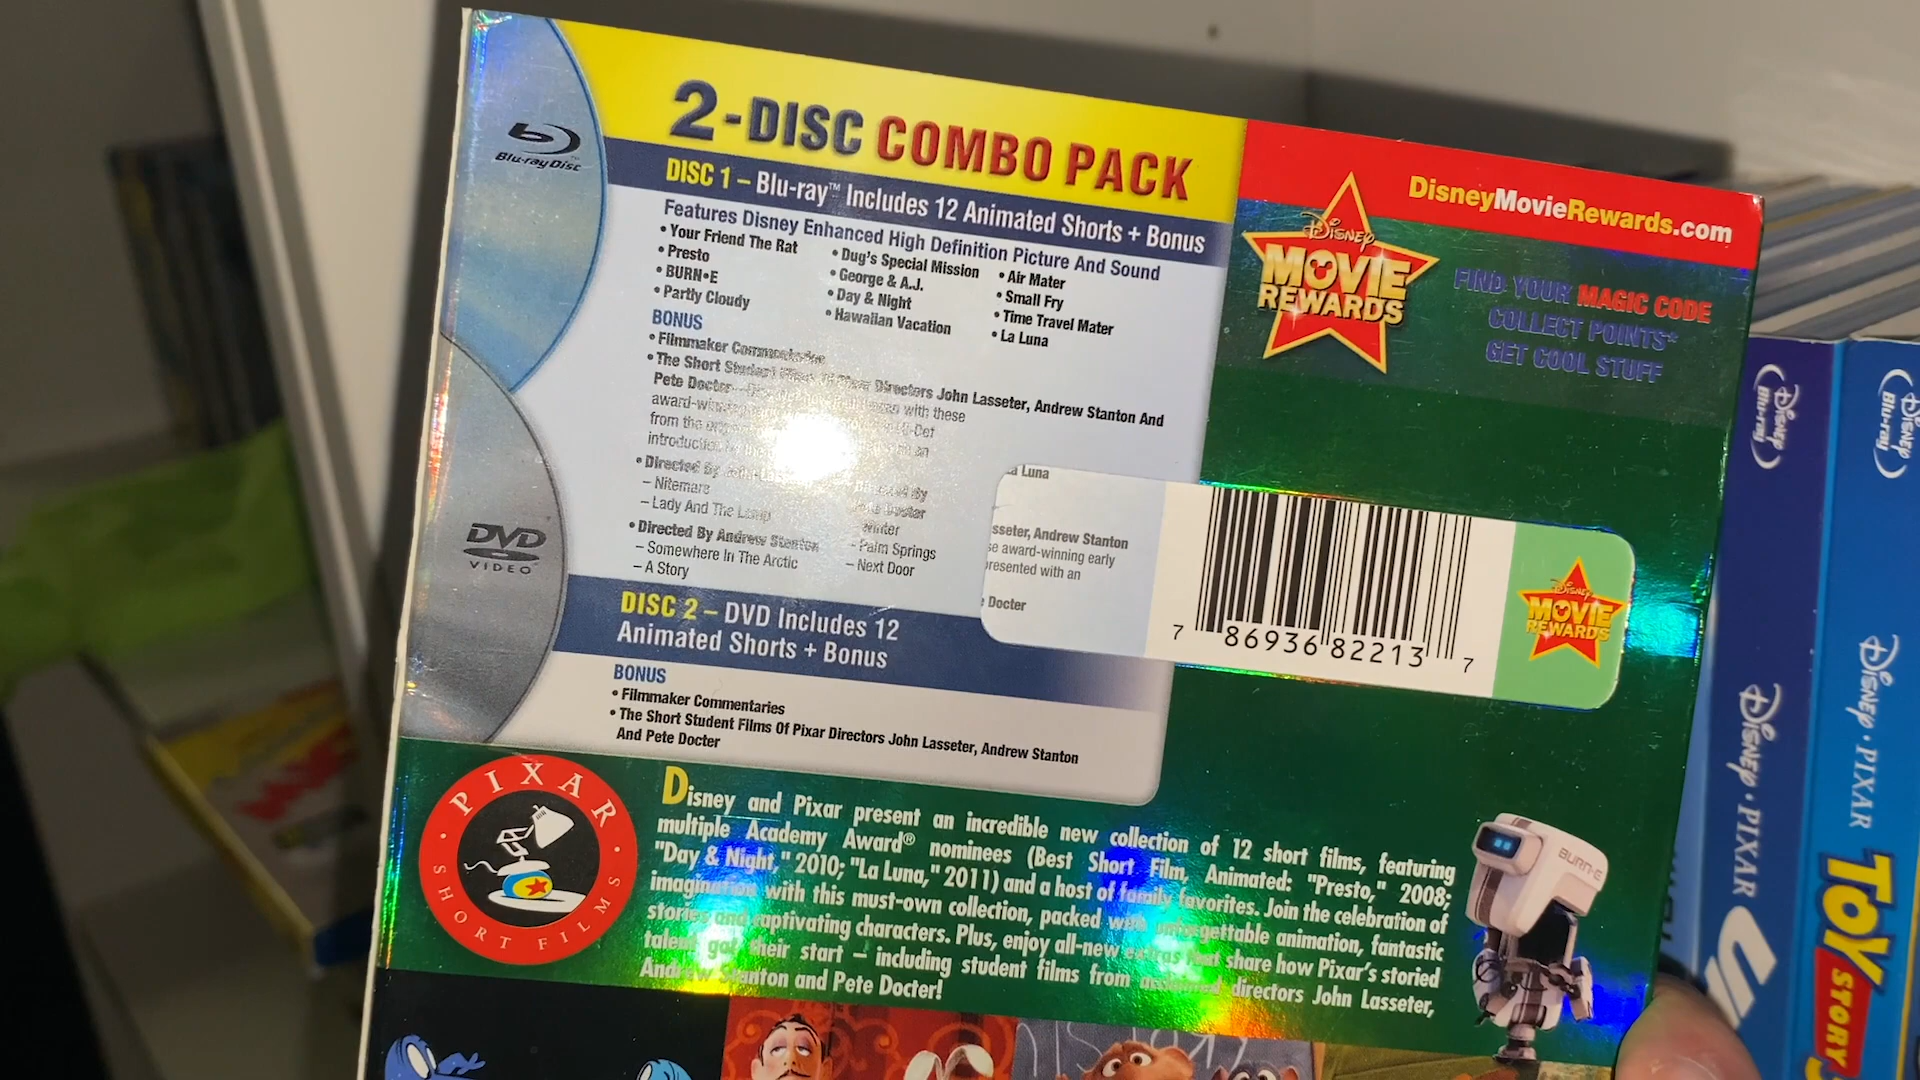 Blu-ray Disc
2-DISC COMBO PACK
DISC 1 – Blu-ray™ Includes 12 Animated Shorts + Bonus
Features Disney Enhanced High Definition Picture And Sound
• Your Friend The Rat
• Presto
• BURN•E
• Partly Cloudy
• Dug's Special Mission
• George & A.J.
• Day & Night
• Hawaiian Vacation
• Air Mater
• Small Fry
• Time Travel Mater
• La Luna
BONUS
• Filmmaker Commentaries
• The Short Student Films Of Pixar Directors John Lasseter, Andrew Stanton And
Pete Docter
with these
award-winning
from the
introduction
• Directed By
– Nitemare
– Lady And The Lamp
• Directed By Andrew Stanton
– Somewhere In The Arctic
– A Story
Directed By
Pete Docter
Winter
– Palm Springs
– Next Door
DVD
VIDEO
DISC 2 – DVD Includes 12
Animated Shorts + Bonus
BONUS
• Filmmaker Commentaries
• The Short Student Films Of Pixar Directors John Lasseter, Andrew Stanton
And Pete Docter
DisneyMovieRewards.com
Disney
MOVIE
REWARDS
FIND YOUR MAGIC CODE
COLLECT POINTS*
GET COOL STUFF
a Luna
sseter, Andrew Stanton
se award-winning early
resented with an
Docter
7 86936 82213 7
Disney
MOVIE
REWARDS
PIXAR
SHORT FILMS
Disney and Pixar present an incredible new collection of 12 short films, featuring
multiple Academy Award® nominees (Best Short Film, Animated: "Presto," 2008;
"Day & Night," 2010; "La Luna," 2011) and a host of family favorites. Join the celebration of
imagination with this must-own collection, packed with unforgettable animation, fantastic
stories and captivating characters. Plus, enjoy all-new extras that share how Pixar's storied
talent got their start – including student films from acclaimed directors John Lasseter,
Andrew Stanton and Pete Docter!
BURN-E
Disney
Blu-ray
Disney • PIXAR
UP
Disney
Blu-ray
Disney • PIXAR
TOY
STORY